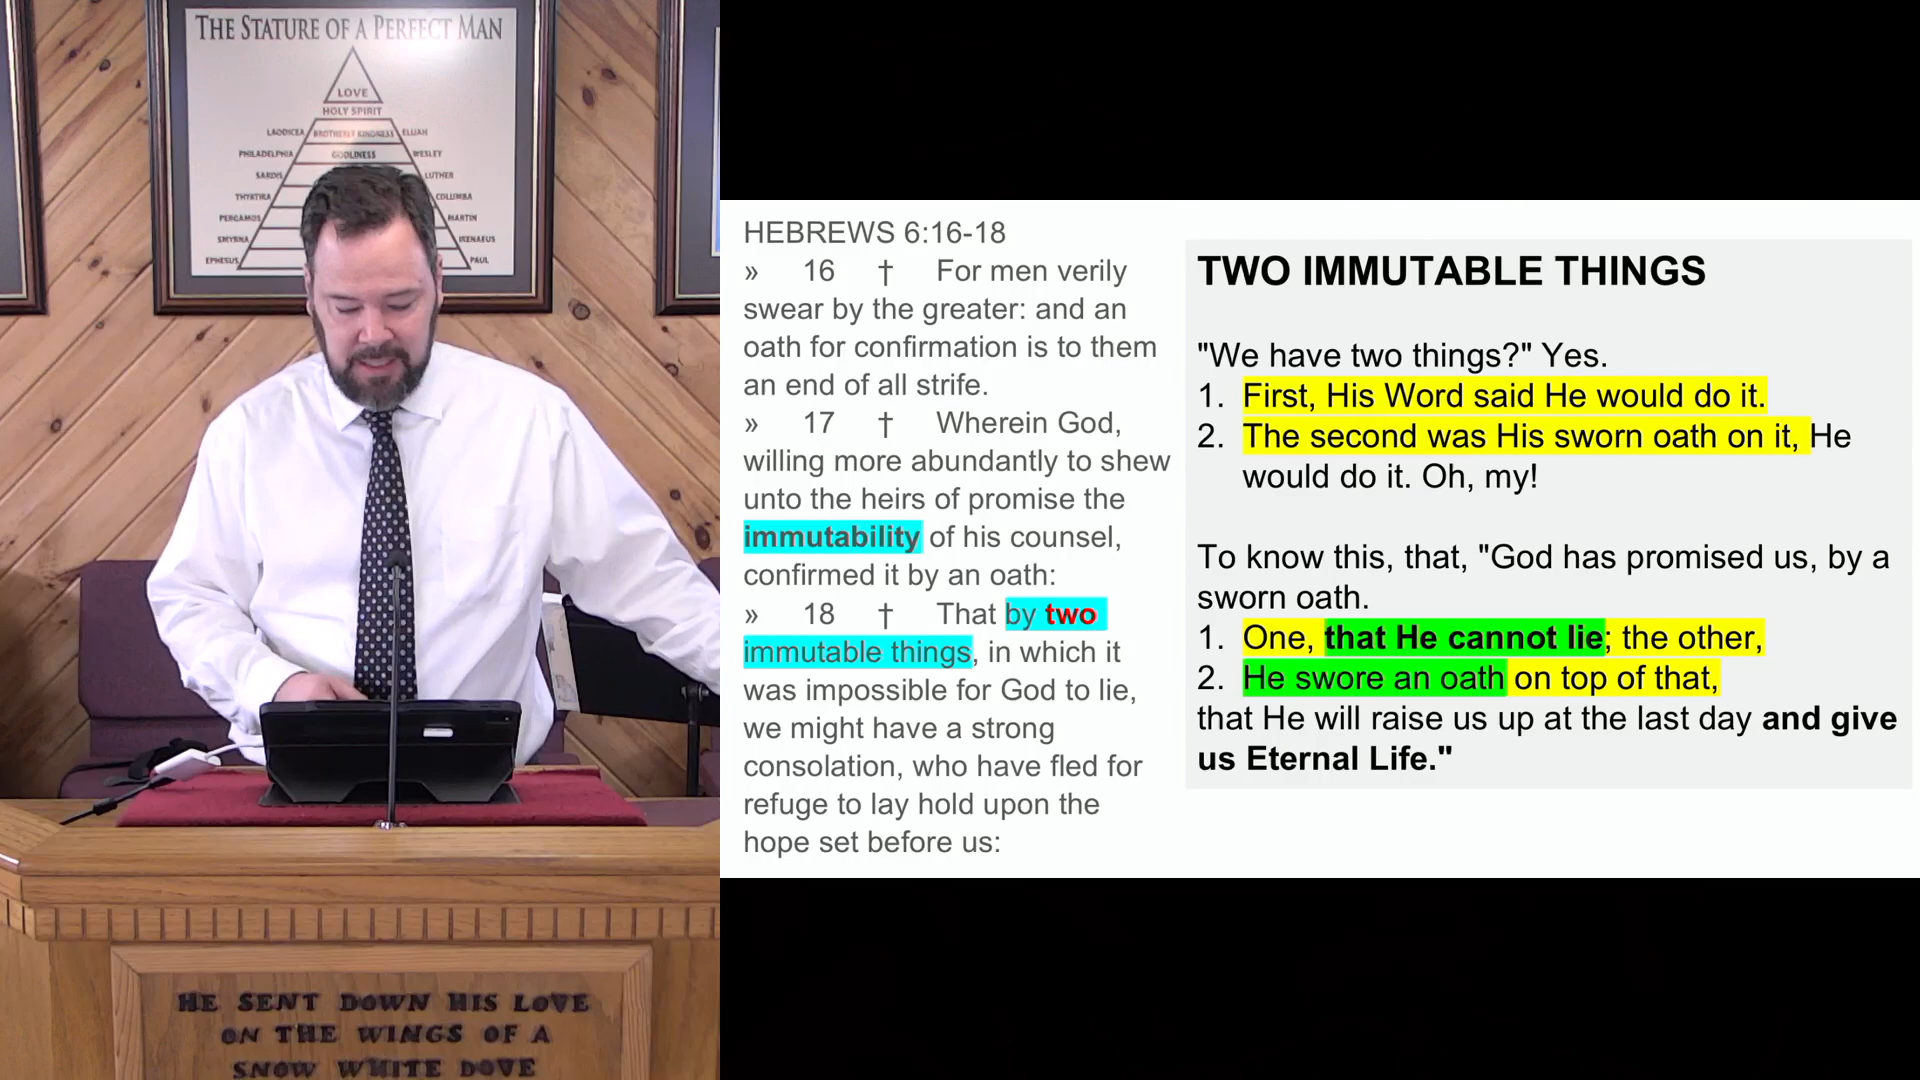 THE STATURE OF A PERFECT MAN
LOVE
HOLY SPIRIT
LAODICEA BROTHERLY KINDNESS ELIJAH
PHILADELPHIA GODLINESS WESLEY
SARDIS LUTHER
THYATIRA COLUMBA
PERGAMOS MARTIN
SMYRNA IRENAEUS
EPHESUS PAUL
HE SENT DOWN HIS LOVE
ON THE WINGS OF A
SNOW WHITE DOVE
HEBREWS 6:16-18
» 16 † For men verily
swear by the greater: and an
oath for confirmation is to them
an end of all strife.
» 17 † Wherein God,
willing more abundantly to shew
unto the heirs of promise the
immutability of his counsel,
confirmed it by an oath:
» 18 † That by two
immutable things, in which it
was impossible for God to lie,
we might have a strong
consolation, who have fled for
refuge to lay hold upon the
hope set before us:
TWO IMMUTABLE THINGS
"We have two things?" Yes.
1. First, His Word said He would do it.
2. The second was His sworn oath on it, He
would do it. Oh, my!
To know this, that, "God has promised us, by a
sworn oath.
1. One, that He cannot lie; the other,
2. He swore an oath on top of that,
that He will raise us up at the last day and give
us Eternal Life."